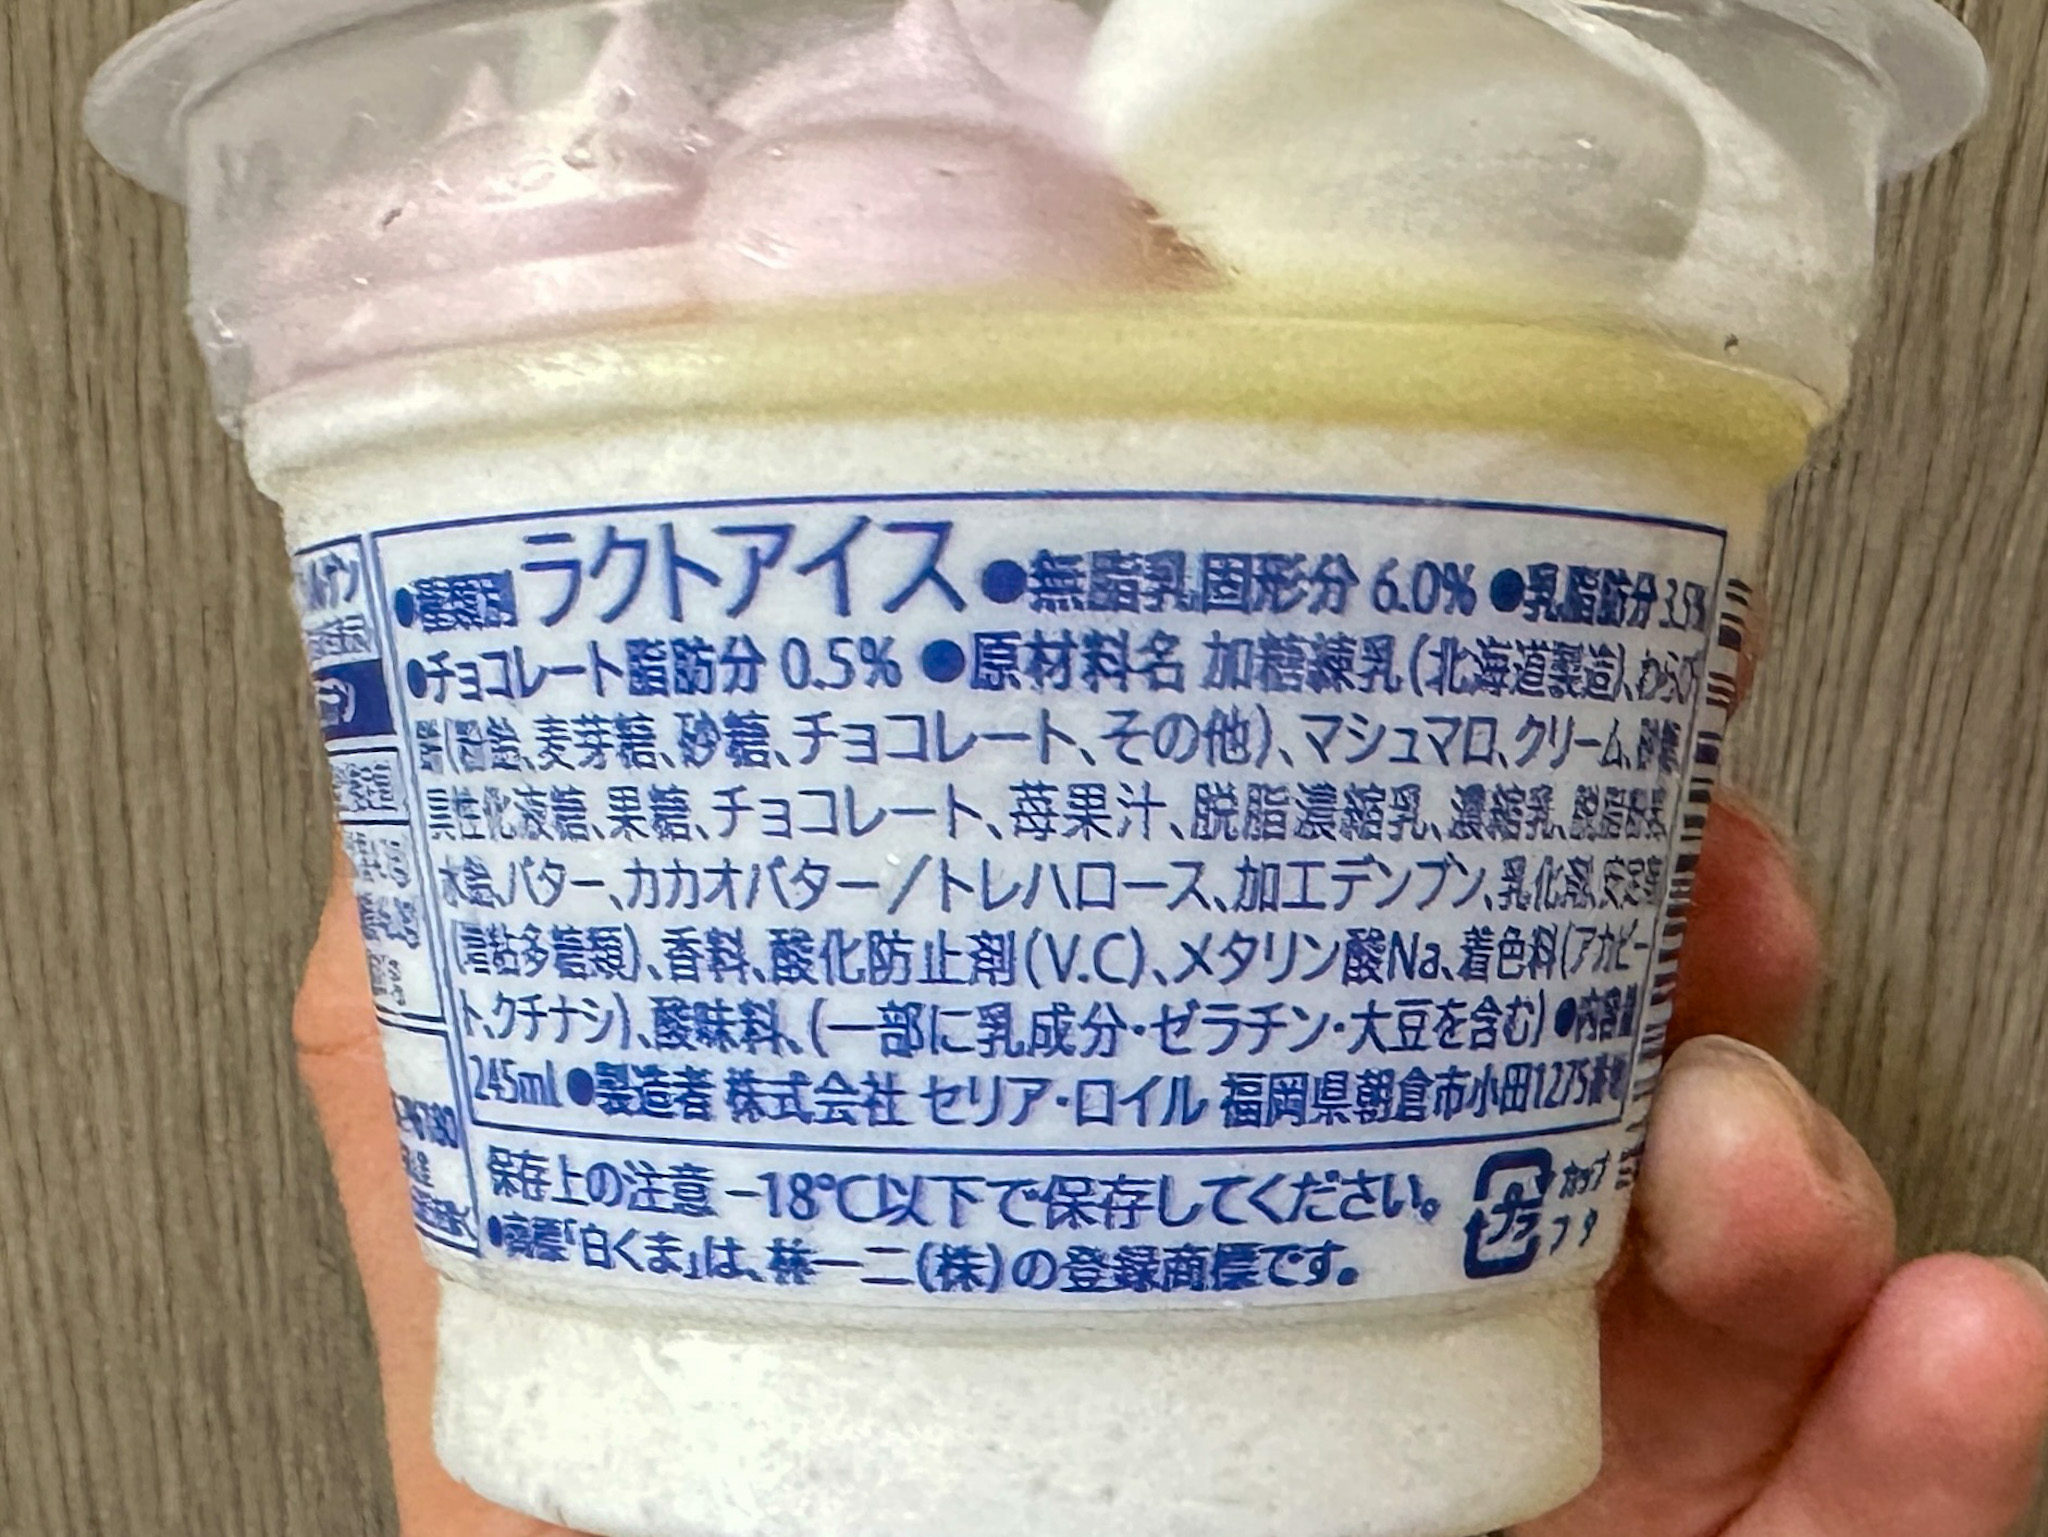 ●種類別 ラクトアイス ●無脂乳固形分 6.0% ●乳脂肪分 3.5%
●チョコレート脂肪分 0.5% ●原材料名 加糖練乳(北海道製造)、わらび
餅(水飴、麦芽糖、砂糖、チョコレート、その他)、マシュマロ、クリーム、砂糖、
異性化液糖、果糖、チョコレート、苺果汁、脱脂濃縮乳、濃縮乳、脱脂粉乳、
水飴、バター、カカオバター/トレハロース、加工デンプン、乳化剤、安定剤
(増粘多糖類)、香料、酸化防止剤(V.C)、メタリン酸Na、着色料(アカビー
ト、クチナシ)、酸味料、(一部に乳成分・ゼラチン・大豆を含む) ●内容量
245ml ●製造者 株式会社 セリア・ロイル 福岡県朝倉市小田1275番地
保存上の注意 -18℃以下で保存してください。
●商標「白くま」は、林一二(株)の登録商標です。
プラ
カップ
フタ